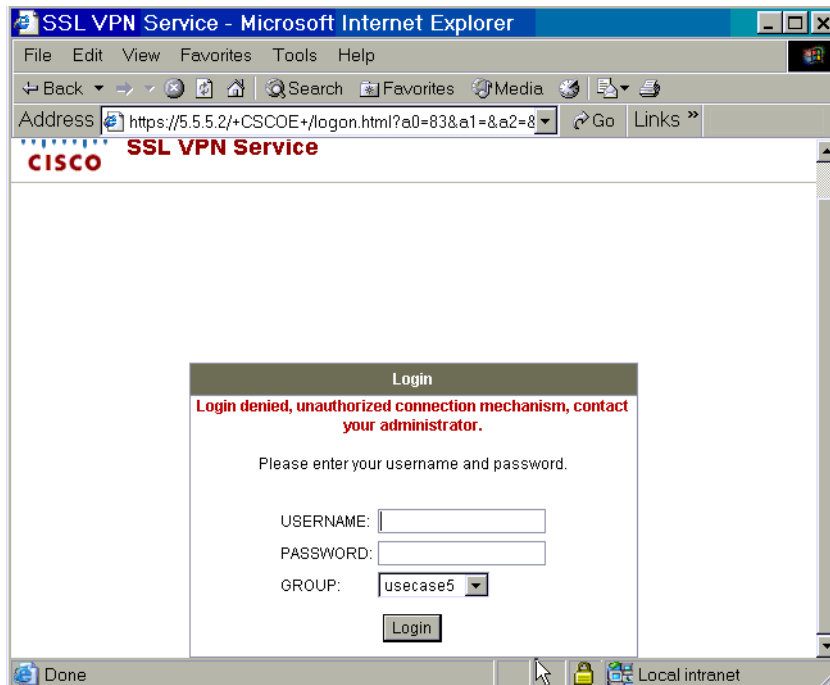 SSL VPN Service - Microsoft Internet Explorer
File Edit View Favorites Tools Help
Back Search Favorites Media
Address https://5.5.5.2/+CSCOE+/logon.html?a0=83&a1=&a2=& Go Links »
CISCO SSL VPN Service
Login
Login denied, unauthorized connection mechanism, contact
your administrator.
Please enter your username and password.
USERNAME:
PASSWORD:
GROUP: usecase5
Login
Done Local intranet